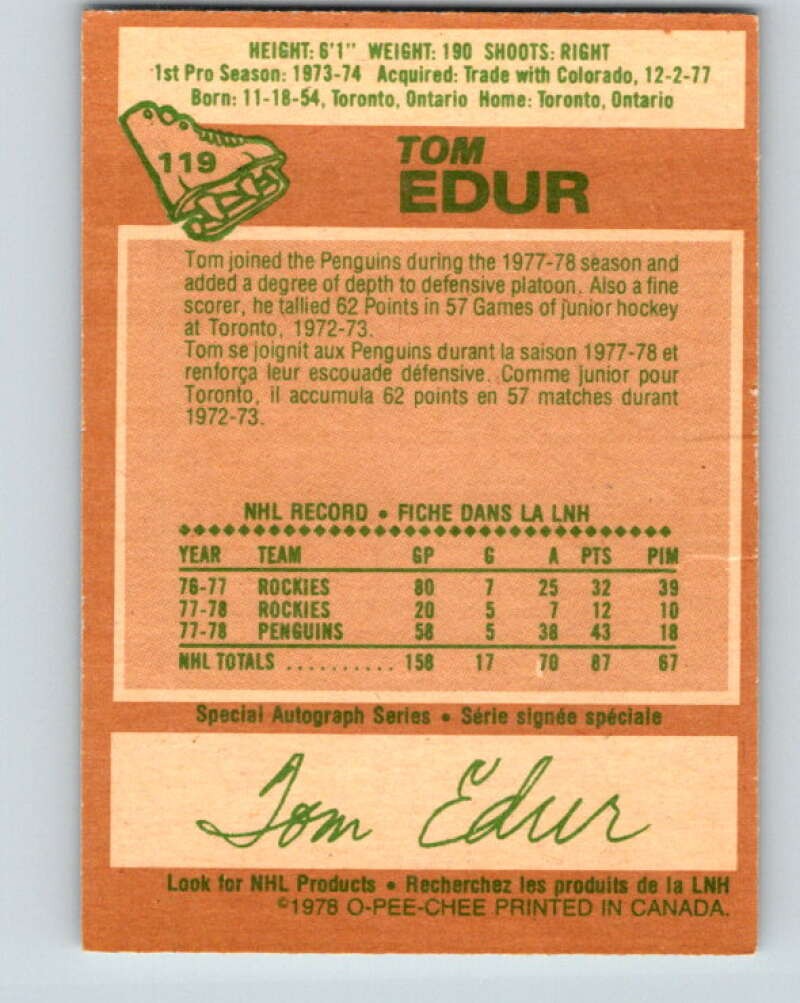 HEIGHT: 6'1" WEIGHT: 190 SHOOTS: RIGHT
1st Pro Season: 1973-74 Acquired: Trade with Colorado, 12-2-77
Born: 11-18-54, Toronto, Ontario Home: Toronto, Ontario
119
TOM
EDUR
Tom joined the Penguins during the 1977-78 season and
added a degree of depth to defensive platoon. Also a fine
scorer, he tallied 62 Points in 57 Games of junior hockey
at Toronto, 1972-73.
Tom se joignit aux Penguins durant la saison 1977-78 et
renforça leur escouade défensive. Comme junior pour
Toronto, il accumula 62 points en 57 matches durant
1972-73.
NHL RECORD • FICHE DANS LA LNH
YEAR TEAM GP G A PTS PIM
76-77 ROCKIES 80 7 25 32 39
77-78 ROCKIES 20 5 7 12 10
77-78 PENGUINS 58 5 38 43 18
NHL TOTALS .......... 158 17 70 87 67
Special Autograph Series • Série signée spéciale
Tom Edur
Look for NHL Products • Recherchez les produits de la LNH
©1978 O-PEE-CHEE PRINTED IN CANADA.